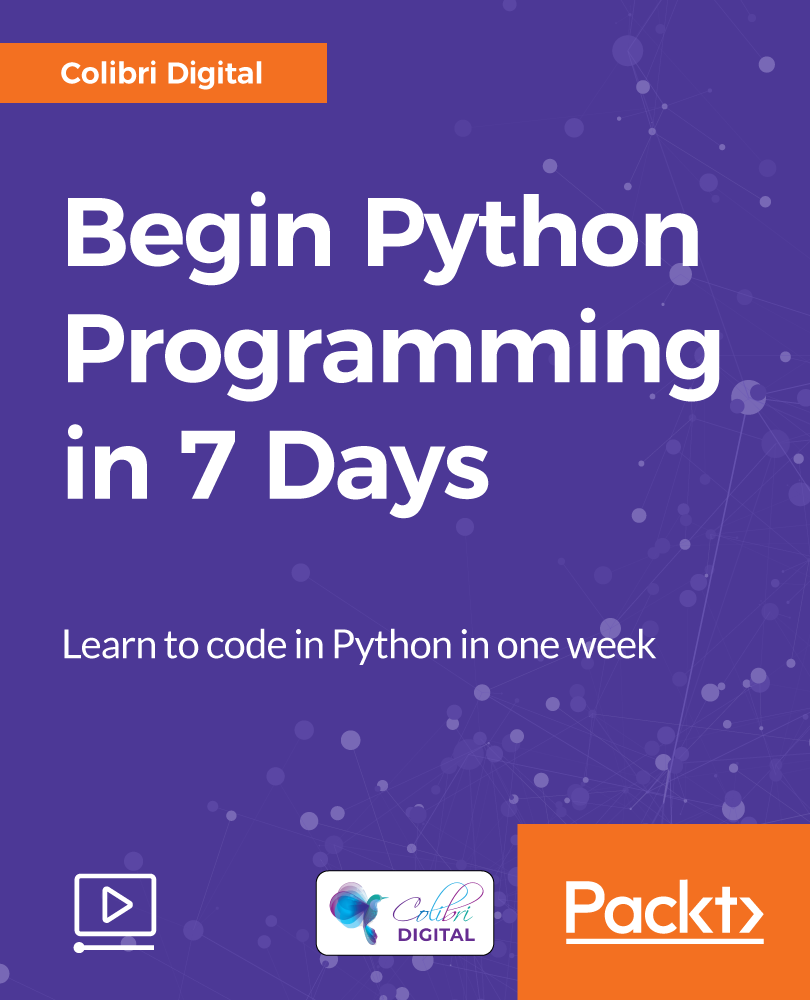 Colibri Digital
Begin Python
Programming
in 7 Days
Learn to code in Python in one week
Colibri
DIGITAL
Packt>